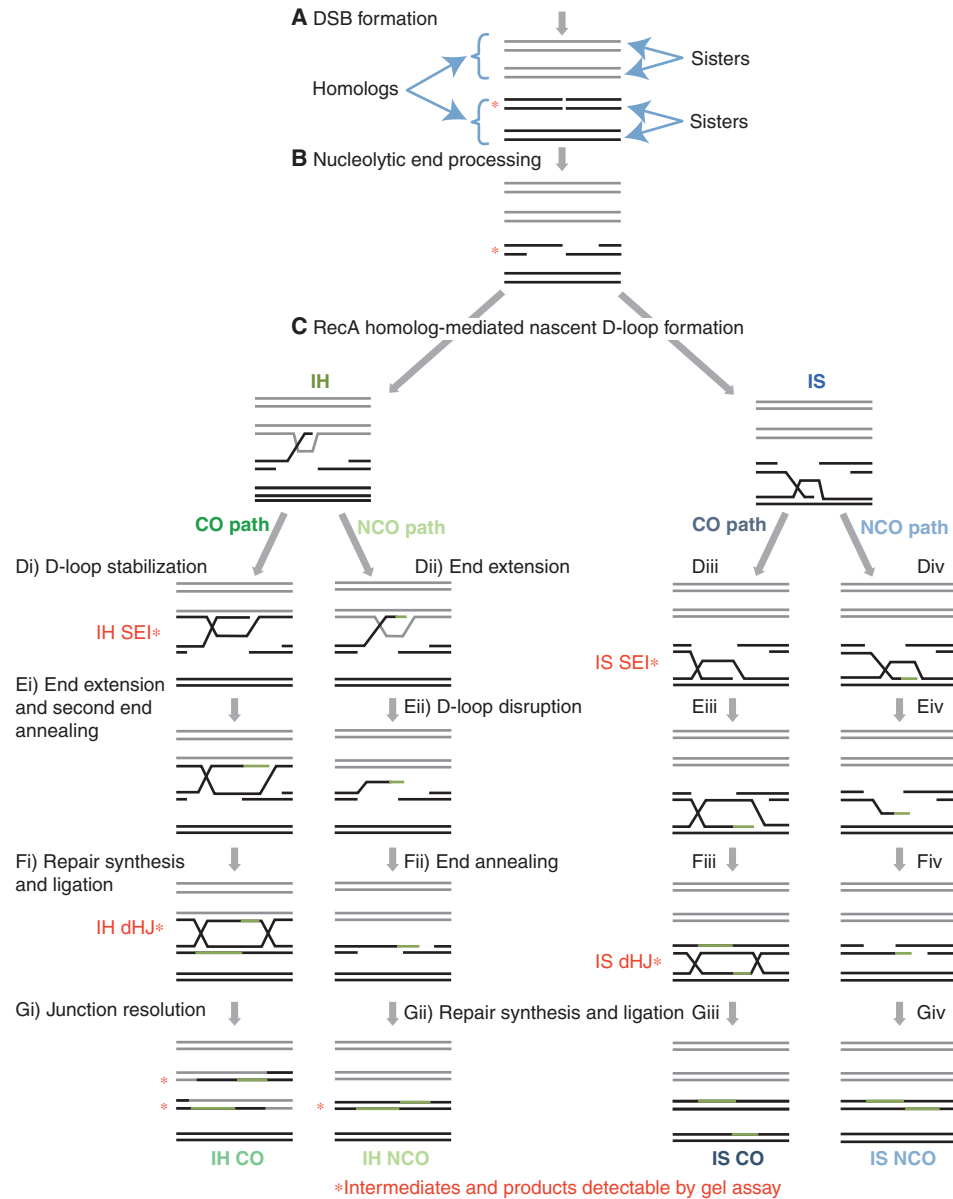 A DSB formation
Sisters
Homologs
*
Sisters
B Nucleolytic end processing
*
C RecA homolog-mediated nascent D-loop formation
IH
IS
CO path
NCO path
CO path
NCO path
Di) D-loop stabilization
Dii) End extension
Diii
Div
IH SEI*
IS SEI*
Ei) End extension
and second end
annealing
Eii) D-loop disruption
Eiii
Eiv
Fi) Repair synthesis
and ligation
Fii) End annealing
Fiii
Fiv
IH dHJ*
IS dHJ*
Gi) Junction resolution
Gii) Repair synthesis and ligation
Giii
Giv
*
*
*
IH CO
IH NCO
IS CO
IS NCO
*Intermediates and products detectable by gel assay